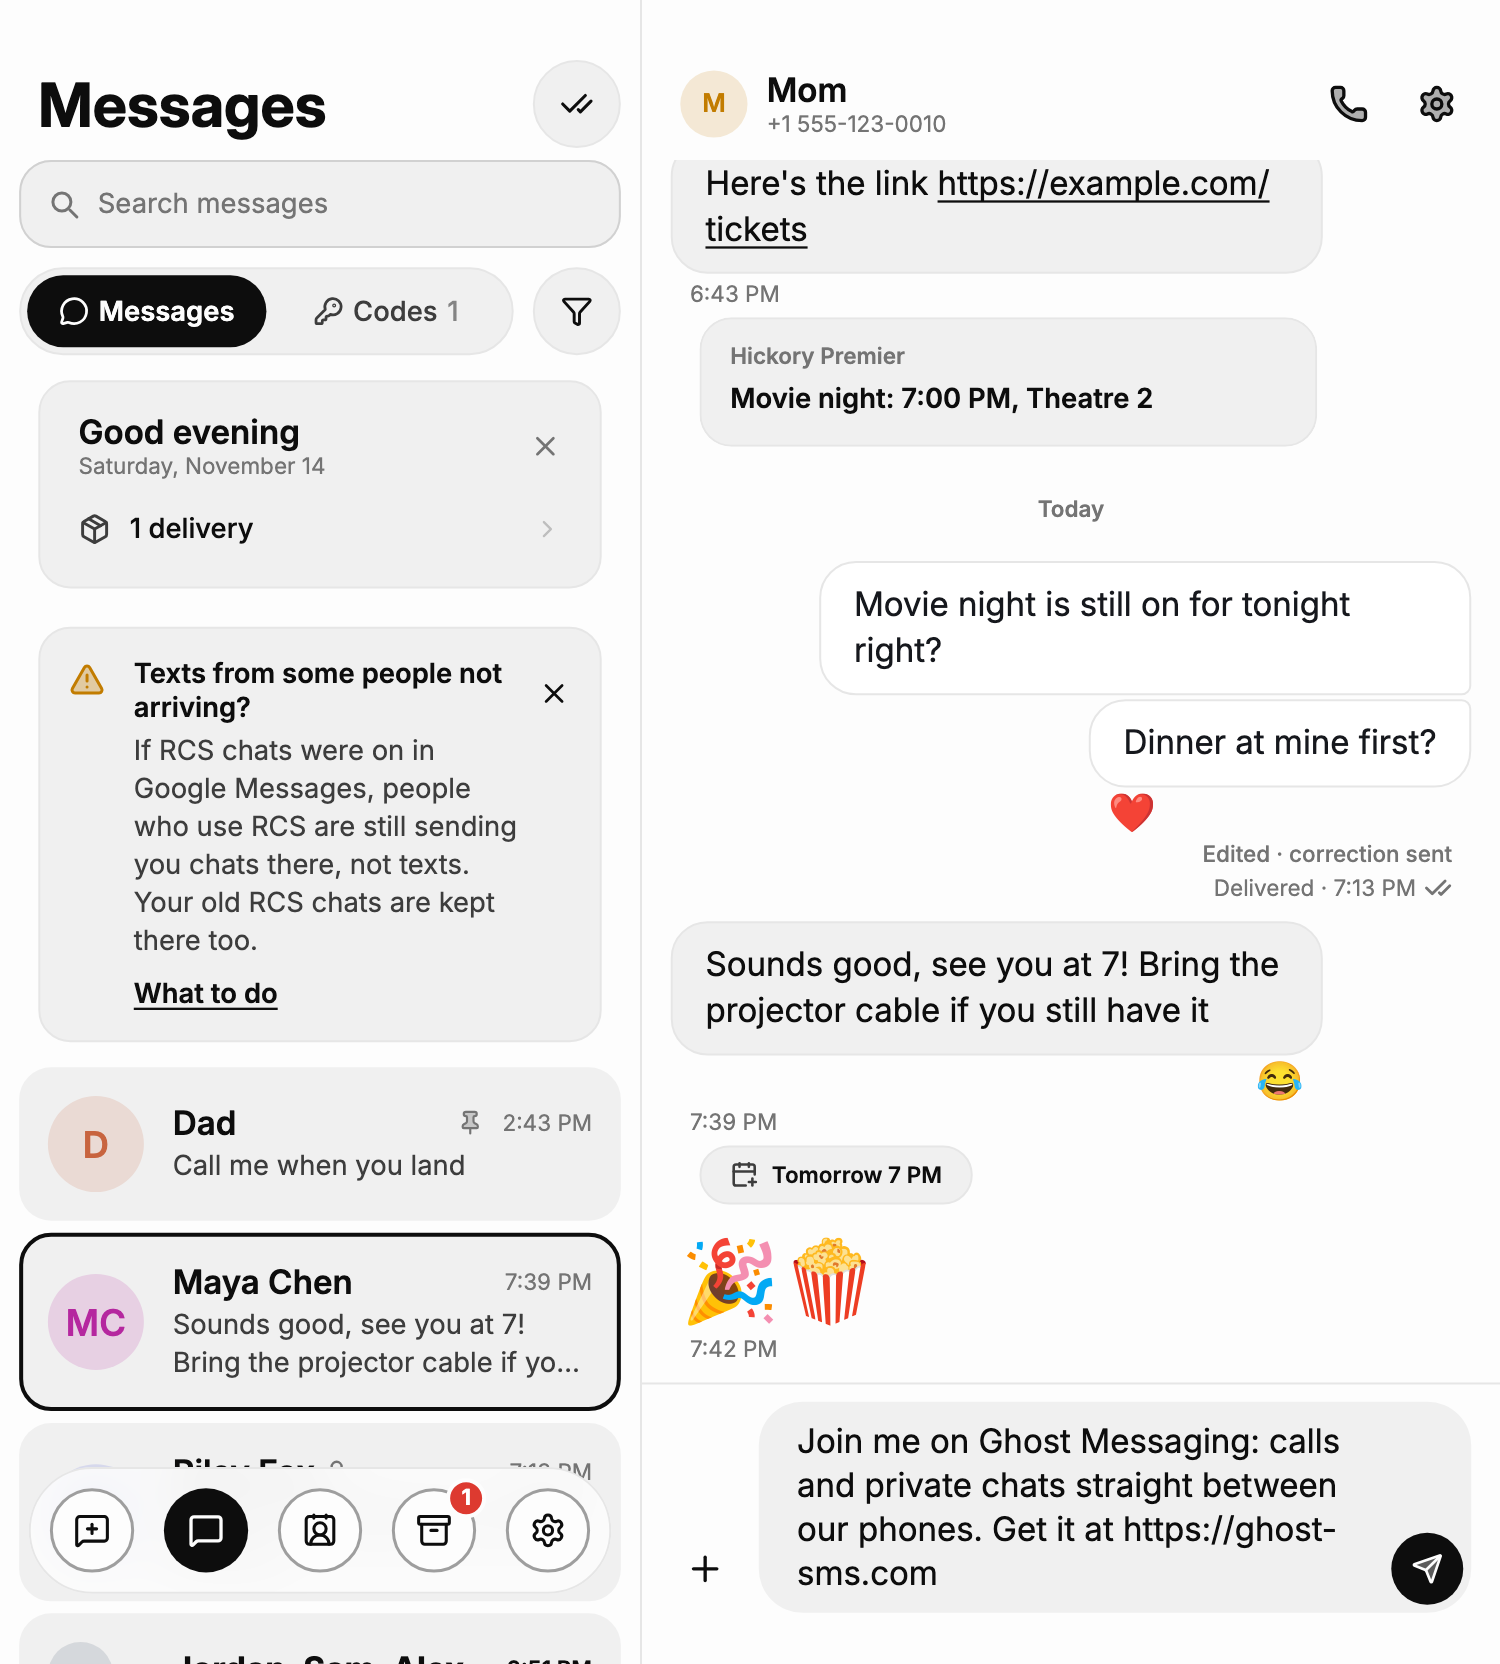 Messages
Search messages
Messages
Codes 1
Good evening
Saturday, November 14
1 delivery
Texts from some people not
arriving?
If RCS chats were on in
Google Messages, people
who use RCS are still sending
you chats there, not texts.
Your old RCS chats are kept
there too.
What to do
D
Dad
2:43 PM
Call me when you land
MC
Maya Chen
7:39 PM
Sounds good, see you at 7!
Bring the projector cable if yo...
1
M
Mom
+1 555-123-0010
Here's the link https://example.com/
tickets
6:43 PM
Hickory Premier
Movie night: 7:00 PM, Theatre 2
Today
Movie night is still on for tonight
right?
Dinner at mine first?
Edited · correction sent
Delivered · 7:13 PM
Sounds good, see you at 7! Bring the
projector cable if you still have it
7:39 PM
Tomorrow 7 PM
7:42 PM
Join me on Ghost Messaging: calls
and private chats straight between
our phones. Get it at https://ghost-
sms.com